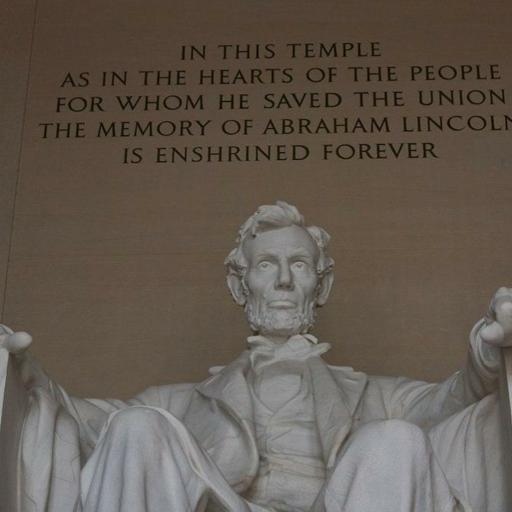 IN THIS TEMPLE
AS IN THE HEARTS OF THE PEOPLE
FOR WHOM HE SAVED THE UNION
THE MEMORY OF ABRAHAM LINCOLN
IS ENSHRINED FOREVER